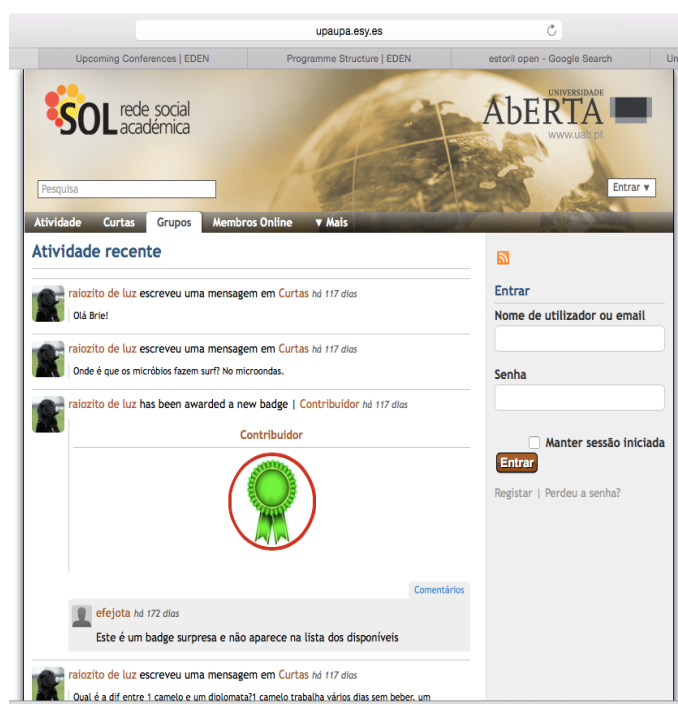 upaupa.esy.es
Upcoming Conferences | EDEN
Programme Structure | EDEN
estoril open - Google Search
Un
SOL rede social
académica
UNIVERSIDADE
AbERTA
www.uab.pt
Pesquisa
Entrar ▾
Atividade Curtas Grupos Membros Online ▼ Mais
Atividade recente
raiozito de luz escreveu uma mensagem em Curtas há 117 dias
Olá Brie!
raiozito de luz escreveu uma mensagem em Curtas há 117 dias
Onde é que os micróbios fazem surf? No microondas.
raiozito de luz has been awarded a new badge | Contribuidor há 117 dias
Contribuidor
Comentários
efejota há 172 dias
Este é um badge surpresa e não aparece na lista dos disponíveis
raiozito de luz escreveu uma mensagem em Curtas há 117 dias
Qual é a dif entre 1 camelo e um diplomata?1 camelo trabalha vários dias sem beber, um
Entrar
Nome de utilizador ou email
Senha
Manter sessão iniciada
Entrar
Registar | Perdeu a senha?